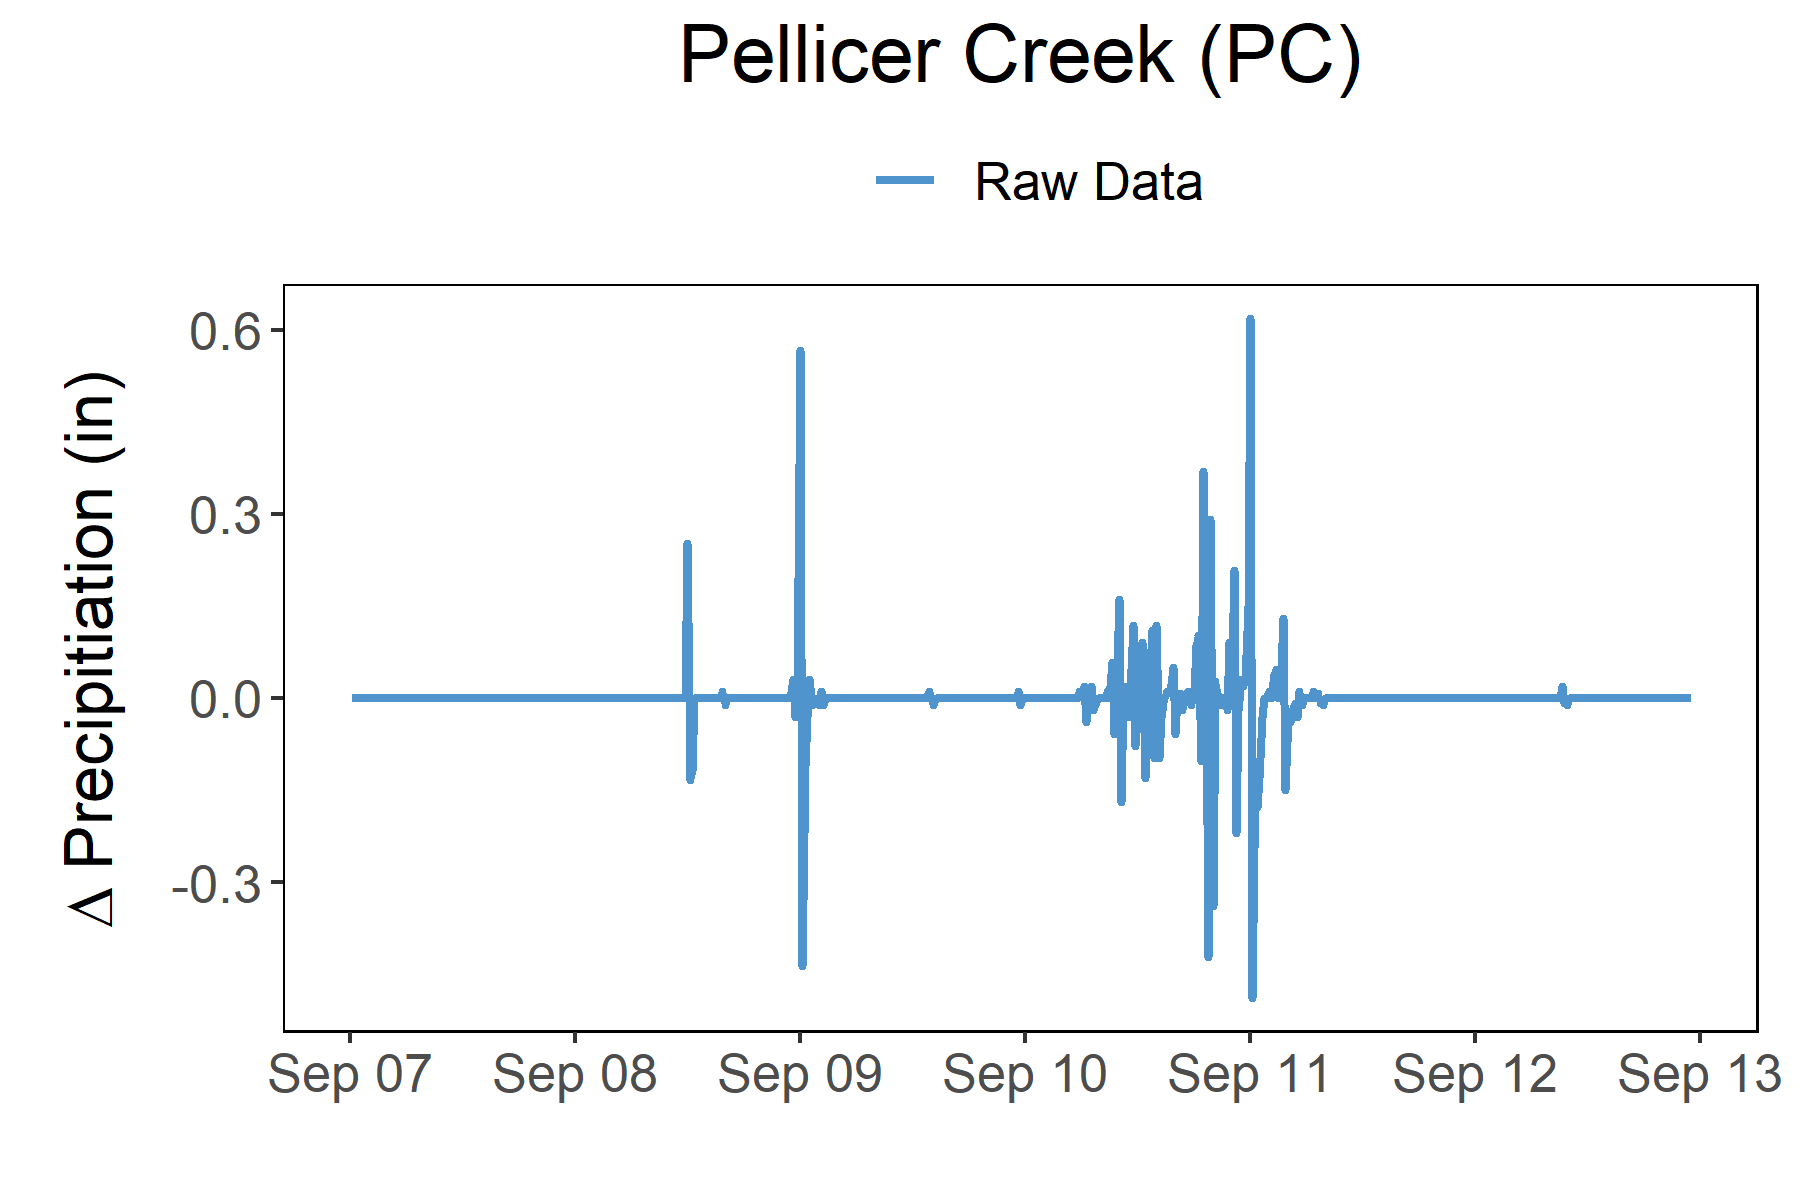 Pellicer Creek (PC)
Raw Data
Δ Precipitiation (in)
0.6
0.3
0.0
-0.3
Sep 07 Sep 08 Sep 09 Sep 10 Sep 11 Sep 12 Sep 13